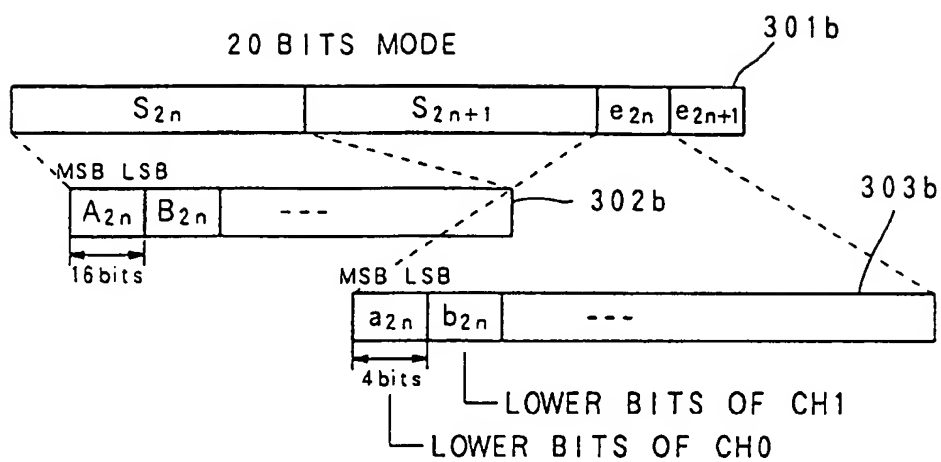 301b
20 BITS MODE
S2n S2n+1 e2n e2n+1
MSB LSB
A2n B2n --- 302b
303b
16bits
MSB LSB
a2n b2n ---
4bits
LOWER BITS OF CH1
LOWER BITS OF CH0